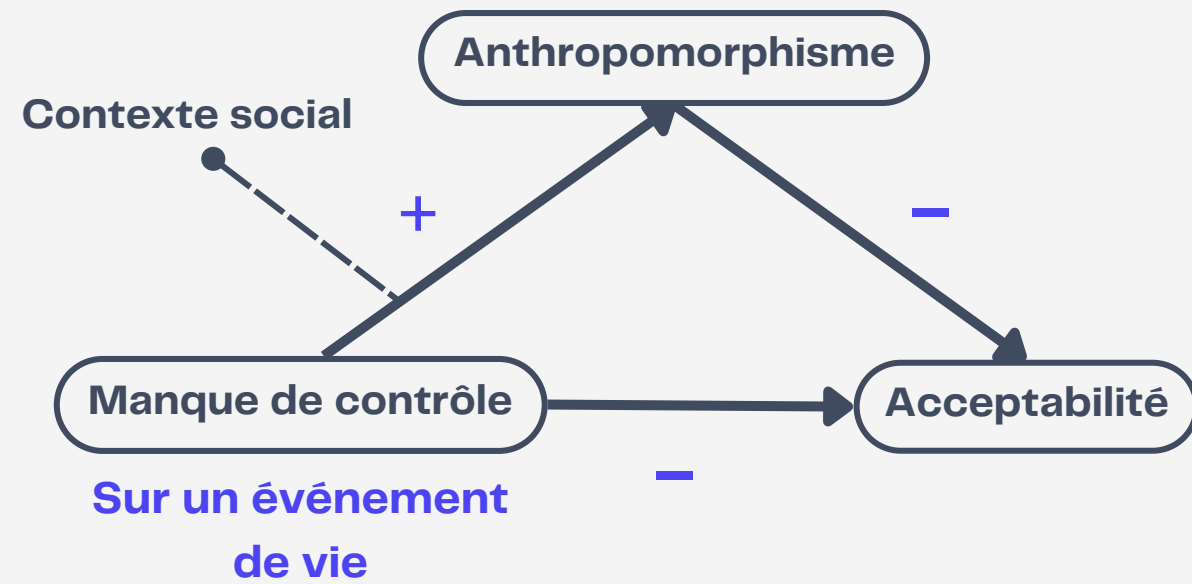 Anthropomorphisme
Contexte social
+
−
Manque de contrôle
Acceptabilité
−
Sur un événement
de vie